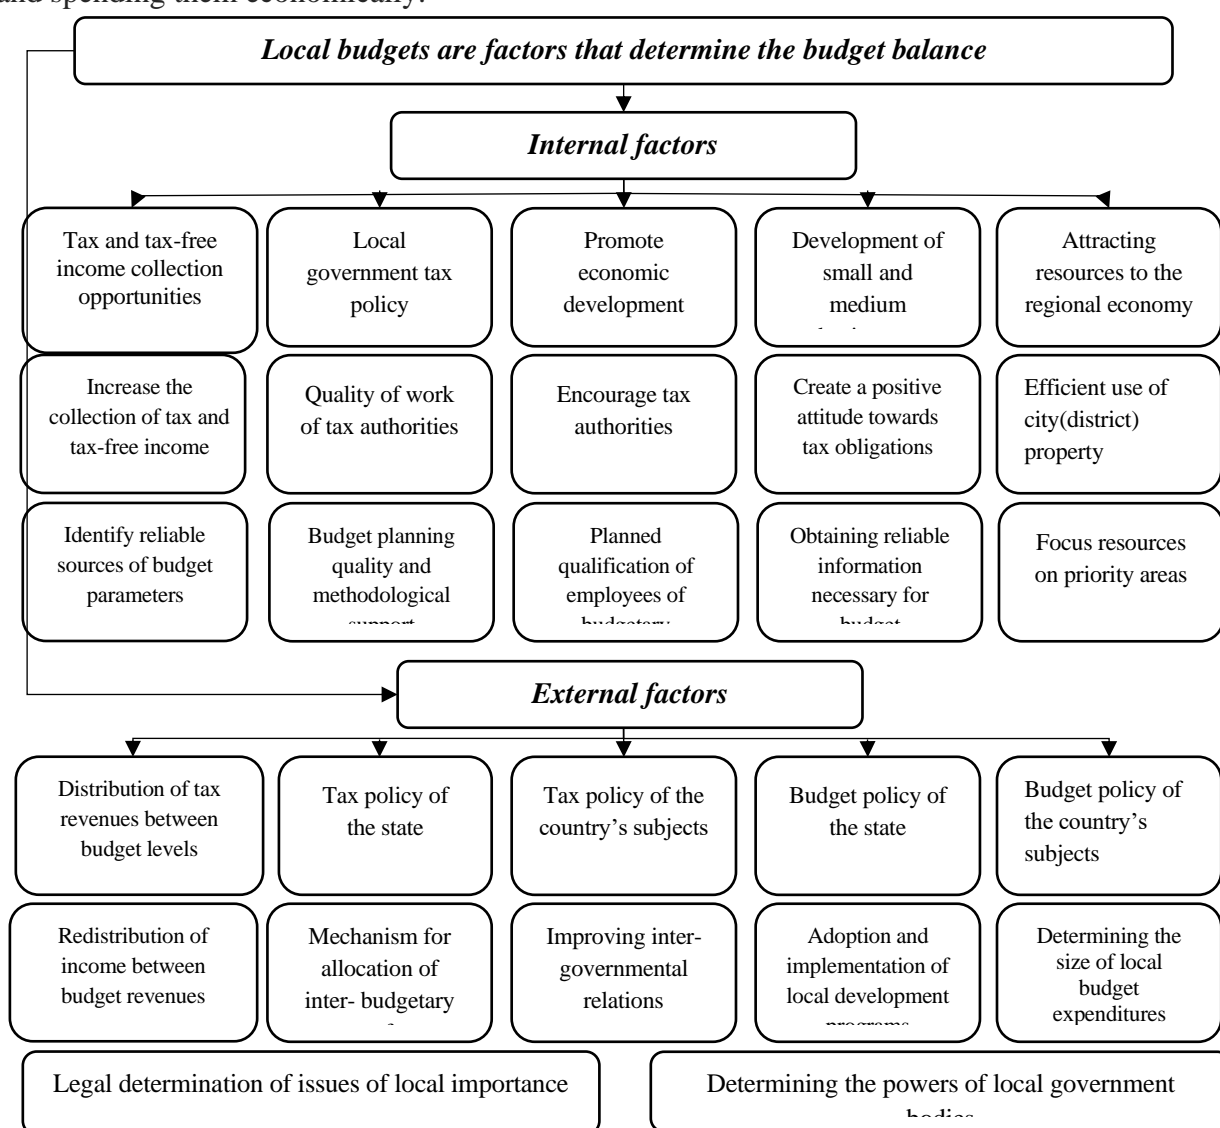 and spending them economically.
Local budgets are factors that determine the budget balance
Internal factors
Tax and tax-free
income collection
opportunities
Local
government tax
policy
Promote
economic
development
Development of
small and
medium
Attracting
resources to the
regional economy
Increase the
collection of tax and
tax-free income
Quality of work
of tax authorities
Encourage tax
authorities
Create a positive
attitude towards
tax obligations
Efficient use of
city(district)
property
Identify reliable
sources of budget
parameters
Budget planning
quality and
methodological
support
Planned
qualification of
employees of
budgetary
Obtaining reliable
information
necessary for
budget
Focus resources
on priority areas
External factors
Distribution of tax
revenues between
budget levels
Tax policy of
the state
Tax policy of the
country’s subjects
Budget policy of
the state
Budget policy of
the country’s
subjects
Redistribution of
income between
budget revenues
Mechanism for
allocation of
inter- budgetary
Improving inter-
governmental
relations
Adoption and
implementation of
local development
programs
Determining the
size of local
budget
expenditures
Legal determination of issues of local importance
Determining the powers of local government
bodies